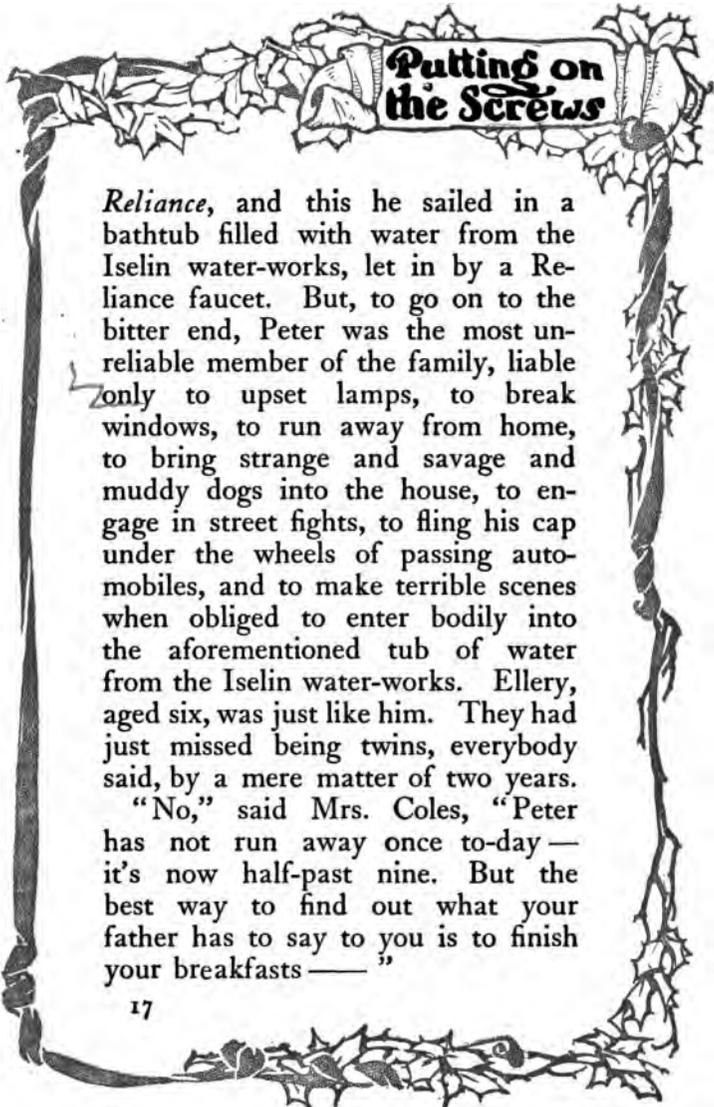 Putting on
the Screws
Reliance, and this he sailed in a
bathtub filled with water from the
Iselin water-works, let in by a Re-
liance faucet. But, to go on to the
bitter end, Peter was the most un-
reliable member of the family, liable
only to upset lamps, to break
windows, to run away from home,
to bring strange and savage and
muddy dogs into the house, to en-
gage in street fights, to fling his cap
under the wheels of passing auto-
mobiles, and to make terrible scenes
when obliged to enter bodily into
the aforementioned tub of water
from the Iselin water-works. Ellery,
aged six, was just like him. They had
just missed being twins, everybody
said, by a mere matter of two years.
"No," said Mrs. Coles, "Peter
has not run away once to-day—
it's now half-past nine. But the
best way to find out what your
father has to say to you is to finish
your breakfasts —— "
17